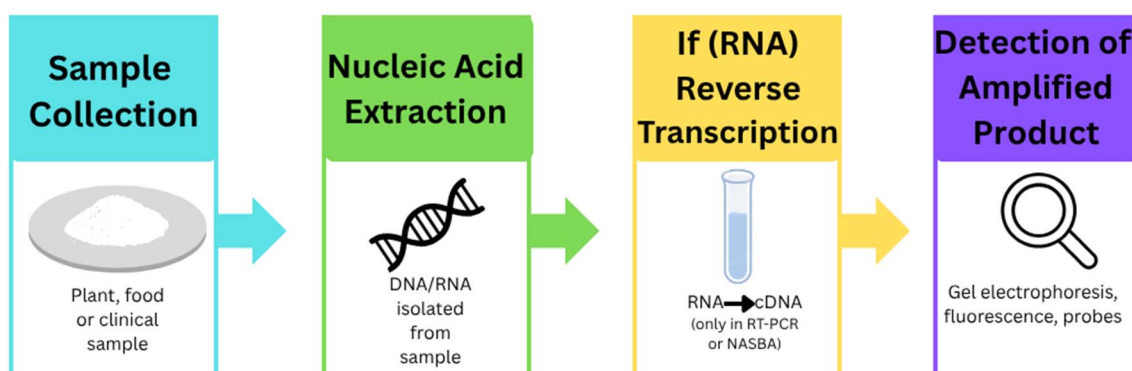 Sample
Collection
Plant, food
or clinical
sample
Nucleic Acid
Extraction
DNA/RNA
isolated
from
sample
If (RNA)
Reverse
Transcription
RNA cDNA
(only in RT-PCR
or NASBA)
Detection of
Amplified
Product
Gel electrophoresis,
fluorescence, probes